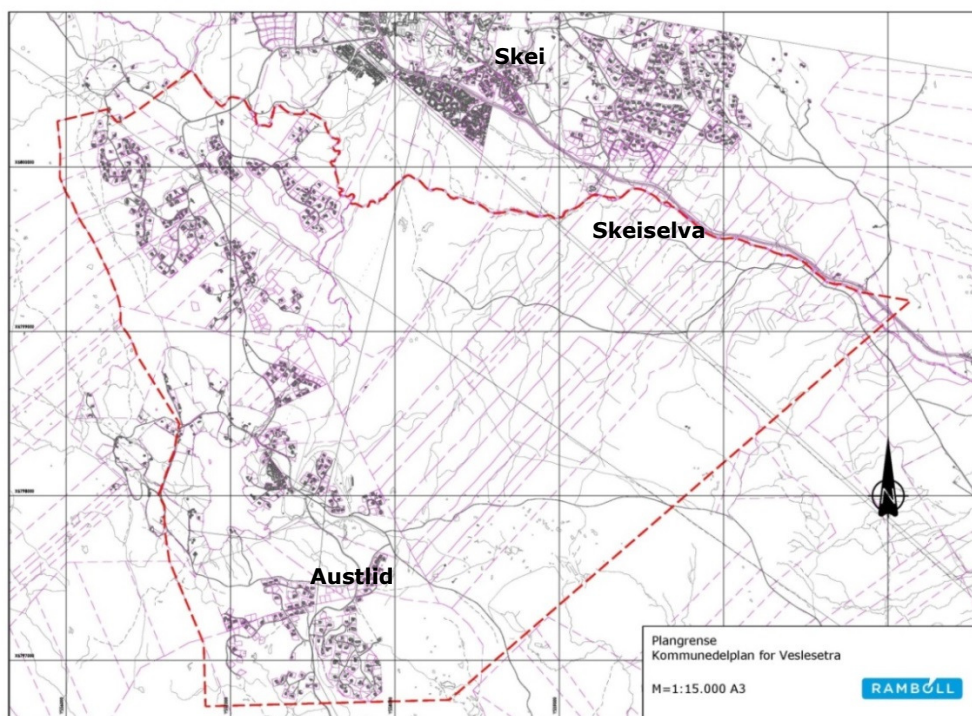 Skei
Skeiselva
Austlid
N
Plangrense
Kommunedelplan for Veslesetra
M=1:15.000 A3
RAMBOLL